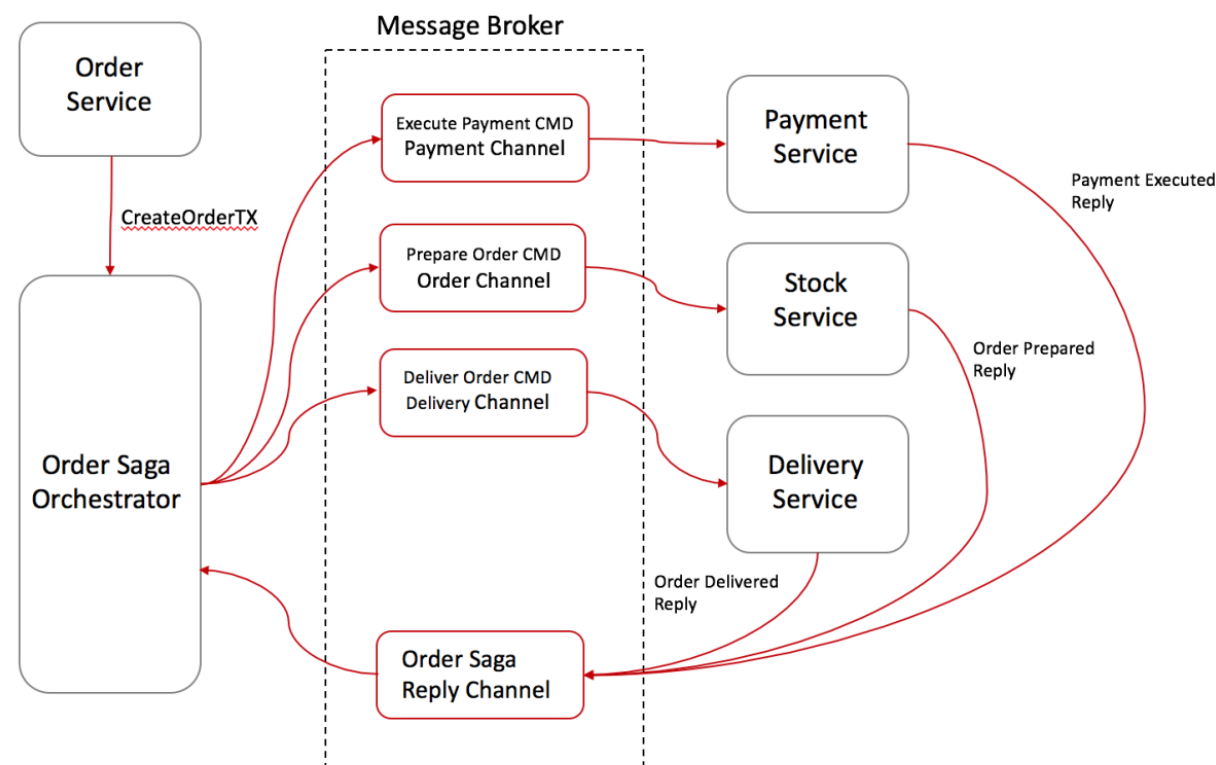 Message Broker
Order
Service
CreateOrderTX
Execute Payment CMD
Payment Channel
Payment
Service
Payment Executed
Reply
Prepare Order CMD
Order Channel
Stock
Service
Order Prepared
Reply
Deliver Order CMD
Delivery Channel
Order Saga
Orchestrator
Delivery
Service
Order Delivered
Reply
Order Saga
Reply Channel